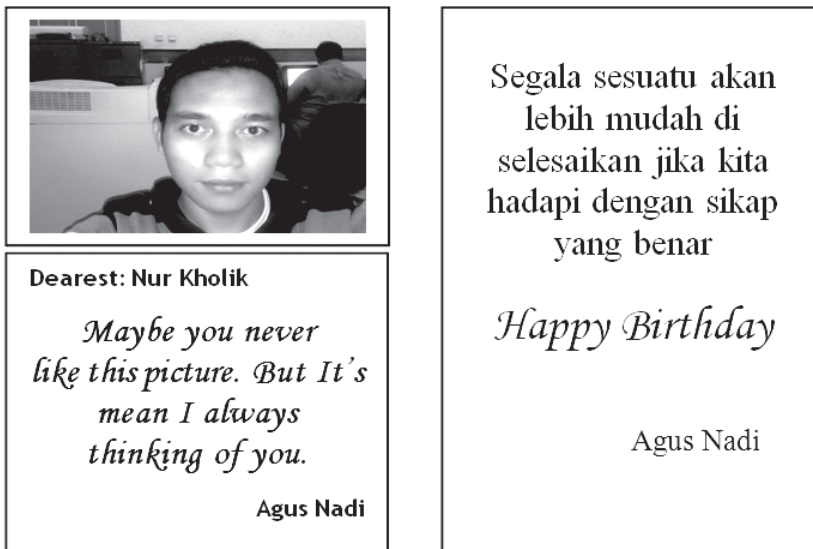 Dearest: Nur Kholik
Maybe you never
like this picture. But It's
mean I always
thinking of you.
Agus Nadi
Segala sesuatu akan
lebih mudah di
selesaikan jika kita
hadapi dengan sikap
yang benar
Happy Birthday
Agus Nadi